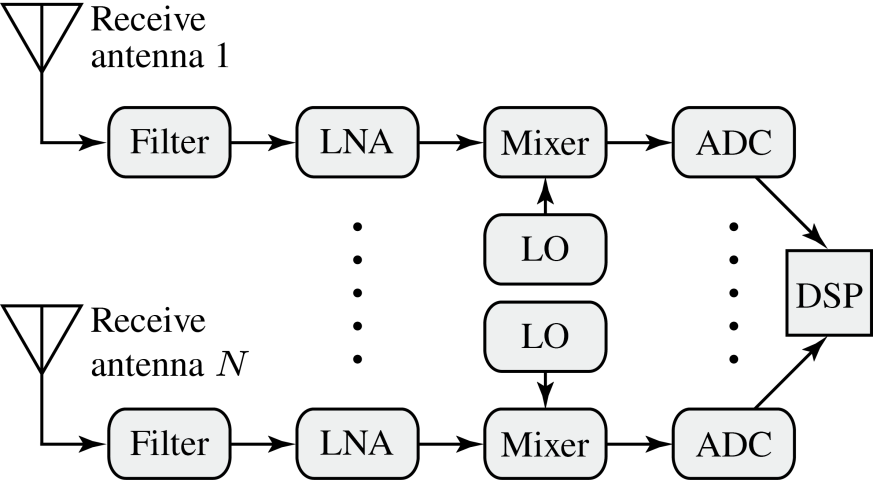 Receive
antenna 1
Filter
LNA
Mixer
ADC
LO
DSP
LO
Receive
antenna N
Filter
LNA
Mixer
ADC